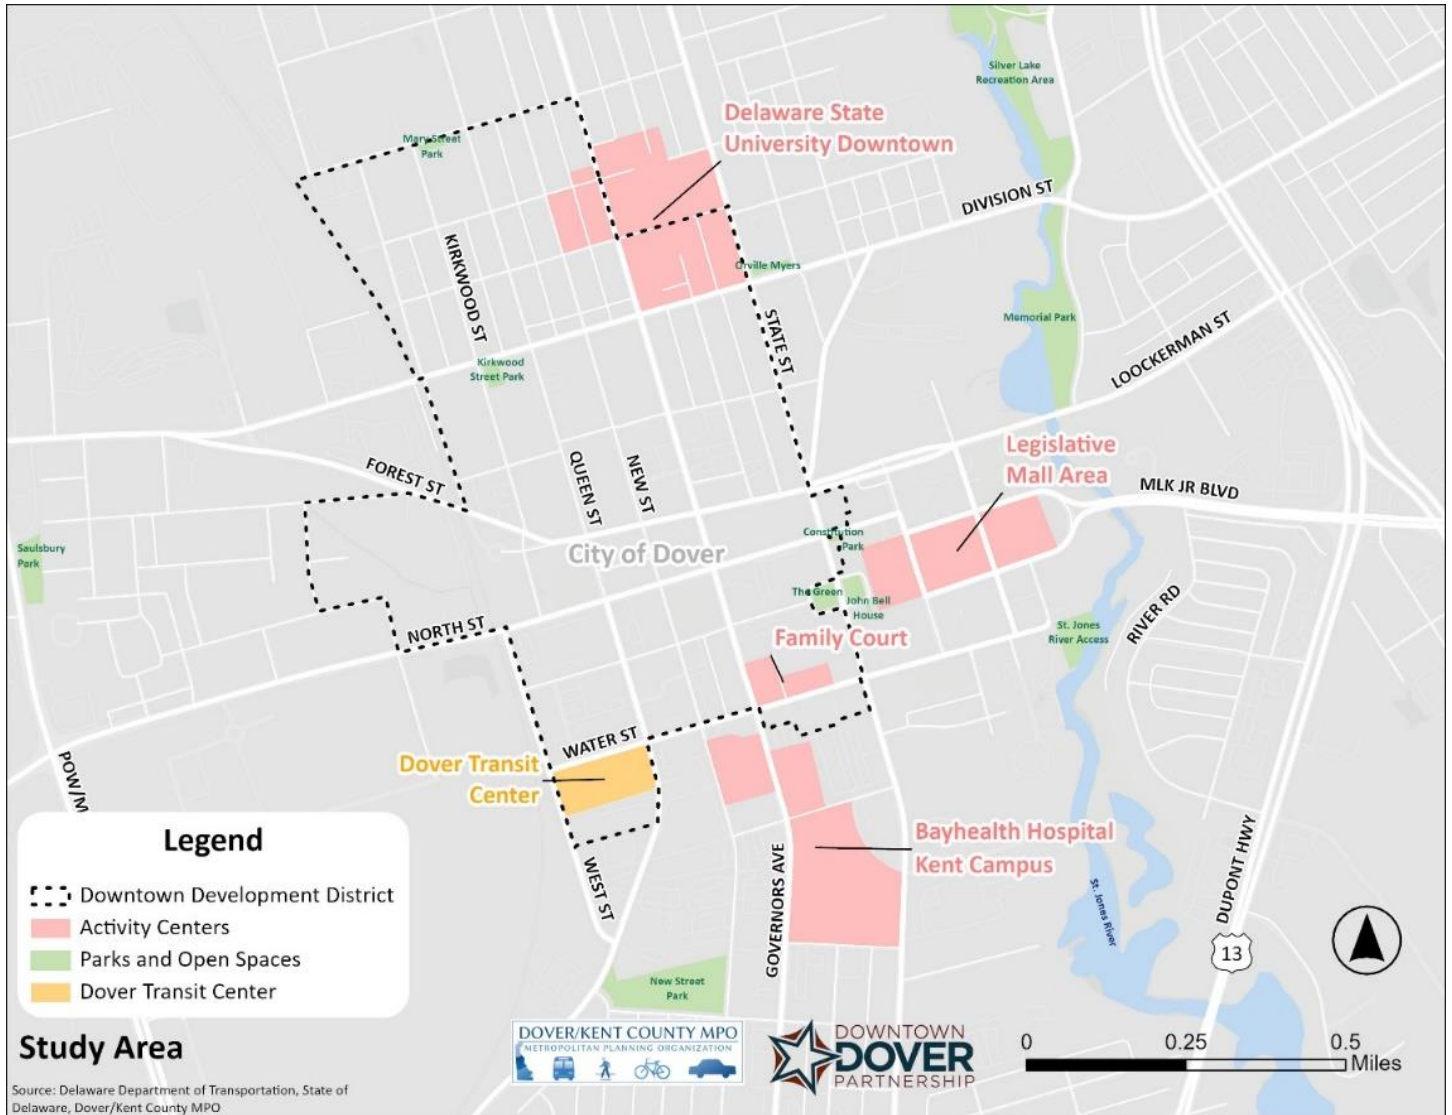 Silver Lake
Recreation Area
Delaware State
University Downtown
Mary Street
Park
DIVISION ST
KIRKWOOD ST
Orville Myers
STATE ST
Memorial Park
LOOCKERMAN ST
Kirkwood
Street Park
Legislative
Mall Area
FOREST ST
QUEEN ST
NEW ST
MLK JR BLVD
City of Dover
Constitution
Park
Saulsbury
Park
The Green
John Bell
House
RIVER RD
NORTH ST
Family Court
St. Jones
River Access
WATER ST
Dover Transit
Center
POW/M
Bayhealth Hospital
Kent Campus
WEST ST
GOVERNORS AVE
St. Jones River
DUPONT HWY
13
New Street
Park
Legend
Downtown Development District
Activity Centers
Parks and Open Spaces
Dover Transit Center
Study Area
Source: Delaware Department of Transportation, State of
Delaware, Dover/Kent County MPO
DOVER/KENT COUNTY MPO
METROPOLITAN PLANNING ORGANIZATION
DOWNTOWN
DOVER
PARTNERSHIP
0 0.25 0.5
Miles